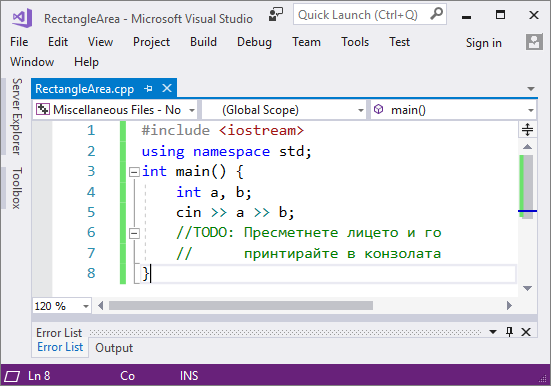 RectangleArea - Microsoft Visual Studio
Quick Launch (Ctrl+Q)
File Edit View Project Build Debug Team Tools Test Sign in
Window Help
Server Explorer
Toolbox
RectangleArea.cpp
Miscellaneous Files - No (Global Scope) main()
1 #include <iostream>
2 using namespace std;
3 int main() {
4 int a, b;
5 cin >> a >> b;
6 //TODO: Пресметнете лицето и го
7 // принтирайте в конзолата
8 }
120 %
Error List
Error List Output
Ln 8 Co INS